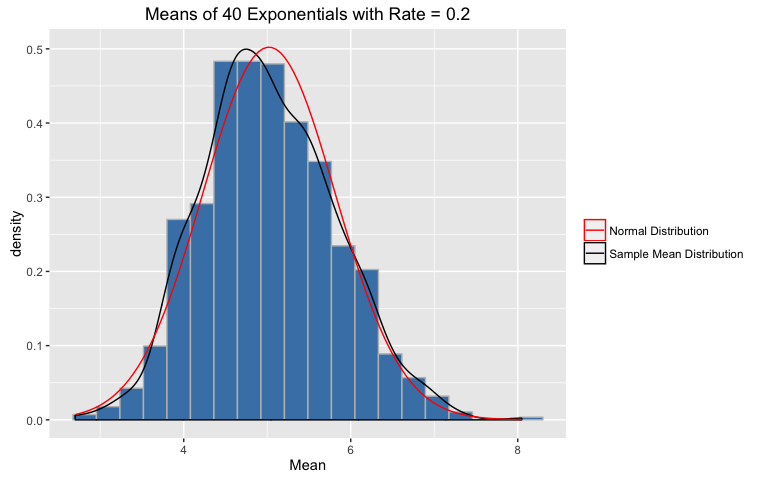 Means of 40 Exponentials with Rate = 0.2
0.5
0.4
0.3
0.2
0.1
0.0
density
4 6 8
Mean
Normal Distribution
Sample Mean Distribution